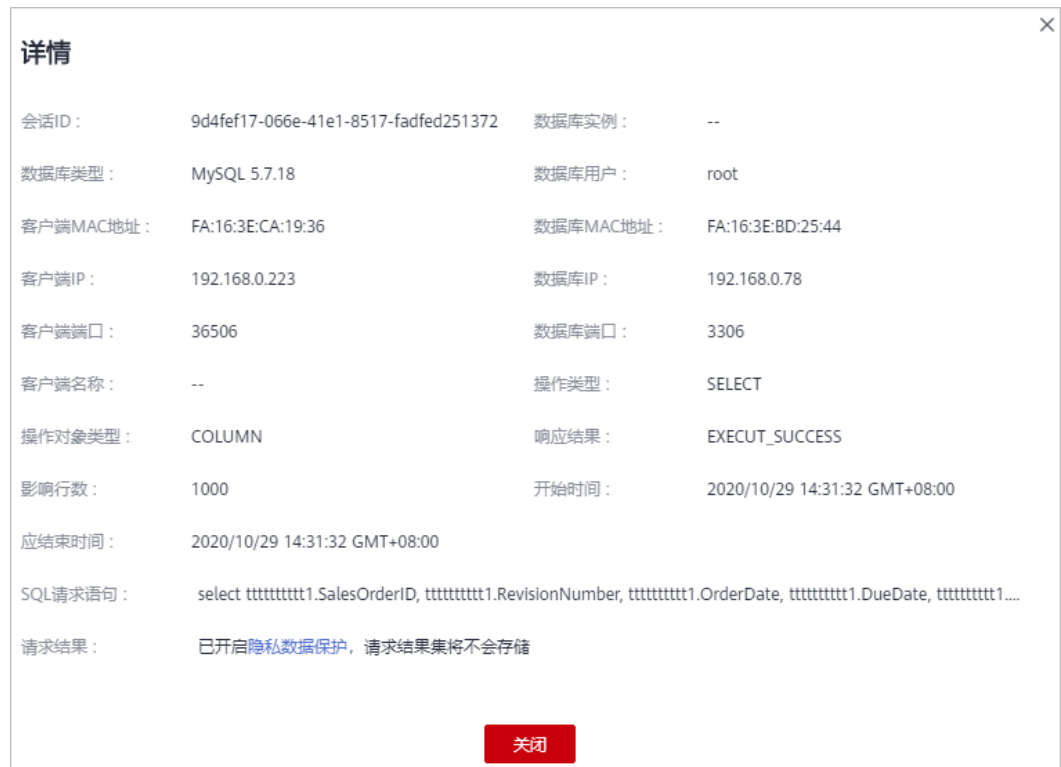 详情
会话ID： 9d4fef17-066e-41e1-8517-fadfed251372 数据库实例： --
数据库类型： MySQL 5.7.18 数据库用户： root
客户端MAC地址： FA:16:3E:CA:19:36 数据库MAC地址： FA:16:3E:BD:25:44
客户端IP： 192.168.0.223 数据库IP： 192.168.0.78
客户端端口： 36506 数据库端口： 3306
客户端名称： -- 操作类型： SELECT
操作对象类型： COLUMN 响应结果： EXECUT_SUCCESS
影响行数： 1000 开始时间： 2020/10/29 14:31:32 GMT+08:00
应结束时间： 2020/10/29 14:31:32 GMT+08:00
SQL请求语句： select tttttttttt1.SalesOrderID, tttttttttt1.RevisionNumber, tttttttttt1.OrderDate, tttttttttt1.DueDate, tttttttttt1....
请求结果： 已开启隐私数据保护，请求结果集将不会存储
关闭